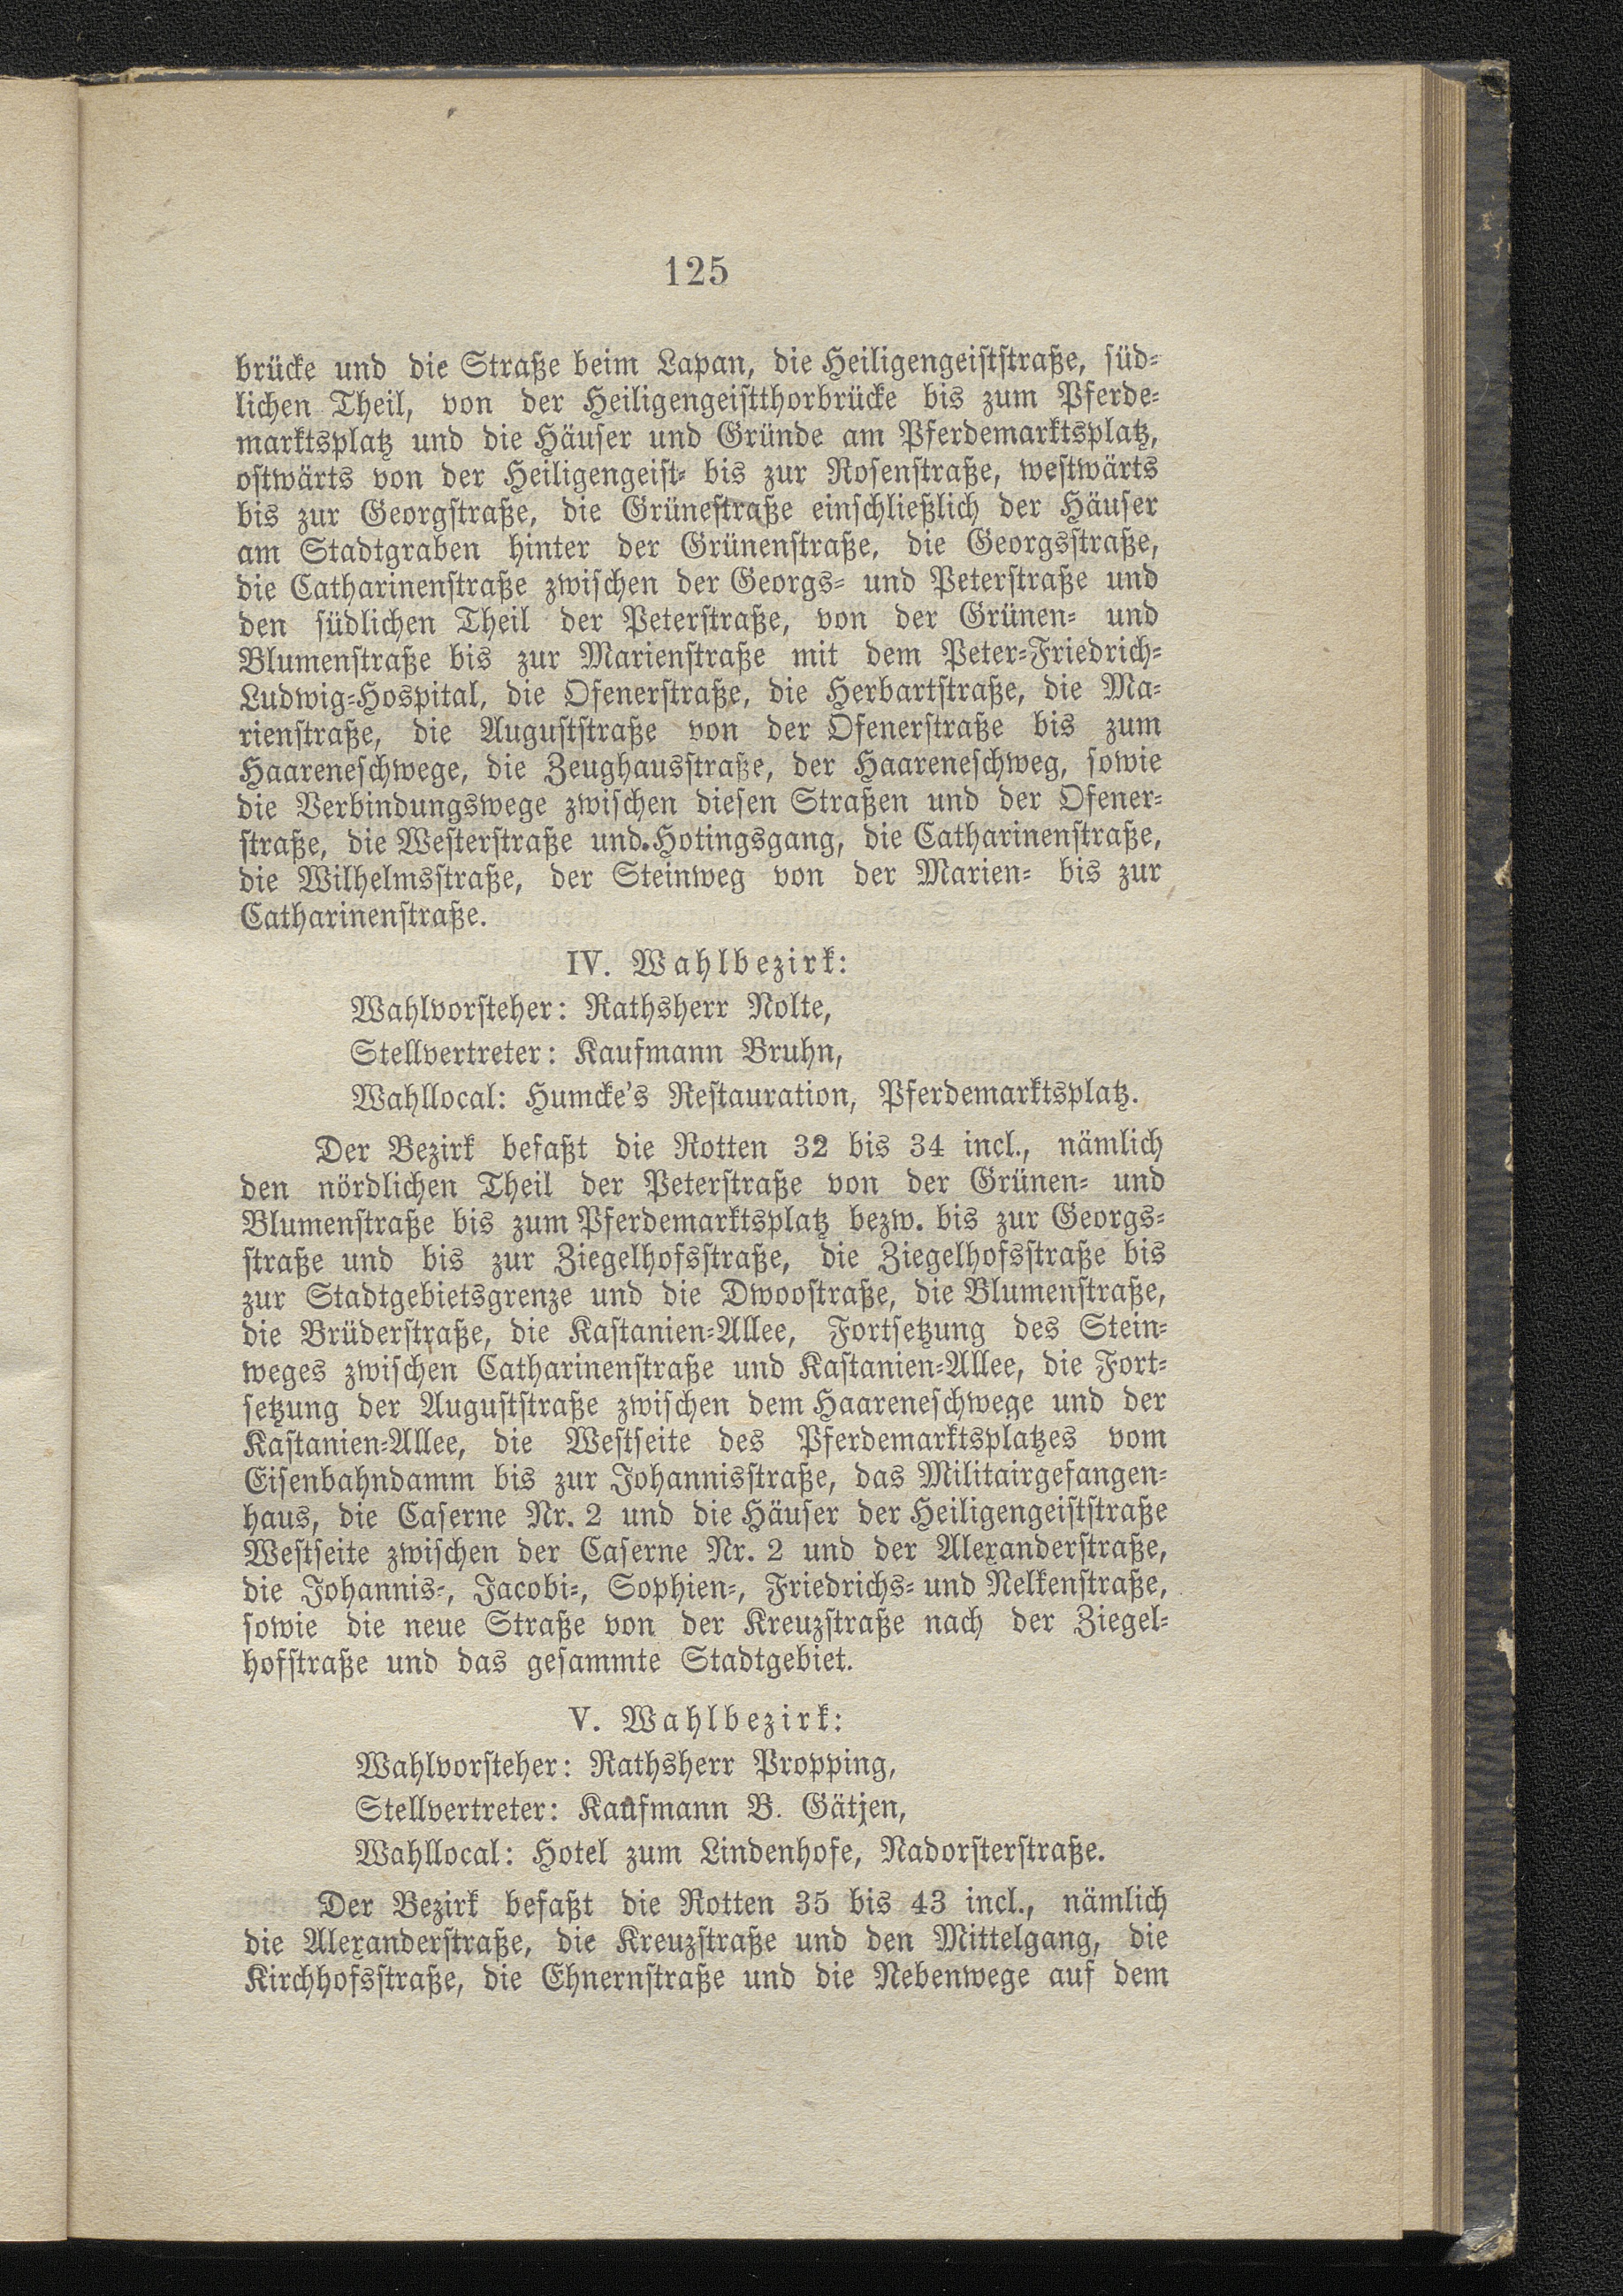 125
brücke und die Straße beim Lapan, die Heiligengeiststraße, süd-
lichen Theil, von der Heiligengeistthorbrücke bis zum Pferde-
marktsplatz und die Häuser und Gründe am Pferdemarktsplatz,
ostwärts von der Heiligengeist- bis zur Rosenstraße, westwärts
bis zur Georgstraße, die Grünestraße einschließlich der Häuser
am Stadtgraben hinter der Grünenstraße, die Georgsstraße,
die Catharinenstraße zwischen der Georgs- und Peterstraße und
den südlichen Theil der Peterstraße, von der Grünen- und
Blumenstraße bis zur Marienstraße mit dem Peter-Friedrich-
Ludwig-Hospital, die Ofenerstraße, die Herbartstraße, die Ma-
rienstraße, die Auguststraße von der Ofenerstraße bis zum
Haareneschwege, die Zeughausstraße, der Haareneschweg, sowie
die Verbindungswege zwischen diesen Straßen und der Ofener-
straße, die Westerstraße und.Hotingsgang, die Catharinenstraße,
die Wilhelmsstraße, der Steinweg von der Marien- bis zur
Catharinenstraße.
IV. Wahlbezirk:
Wahlvorsteher: Rathsherr Nolte,
Stellvertreter: Kaufmann Bruhn,
Wahllocal: Humcke's Restauration, Pferdemarktsplatz.
Der Bezirk befaßt die Rotten 32 bis 34 incl., nämlich
den nördlichen Theil der Peterstraße von der Grünen- und
Blumenstraße bis zum Pferdemarktsplatz bezw. bis zur Georgs-
straße und bis zur Ziegelhofsstraße, die Ziegelhofsstraße bis
zur Stadtgebietsgrenze und die Dwoostraße, die Blumenstraße,
die Brüderstraße, die Kastanien-Allee, Fortsetzung des Stein-
weges zwischen Catharinenstraße und Kastanien-Allee, die Fort-
setzung der Auguststraße zwischen dem Haareneschwege und der
Kastanien-Allee, die Westseite des Pferdemarktsplatzes vom
Eisenbahndamm bis zur Johannisstraße, das Militairgefangen-
haus, die Caserne Nr. 2 und die Häuser der Heiligengeiststraße
Westseite zwischen der Caserne Nr. 2 und der Alexanderstraße,
die Johannis-, Jacobi-, Sophien-, Friedrichs- und Nelkenstraße,
sowie die neue Straße von der Kreuzstraße nach der Ziegel-
hofstraße und das gesammte Stadtgebiet.
V. Wahlbezirk:
Wahlvorsteher: Rathsherr Propping,
Stellvertreter: Kaufmann B. Gätjen,
Wahllocal: Hotel zum Lindenhofe, Nadorsterstraße.
Der Bezirk befaßt die Rotten 35 bis 43 incl., nämlich
die Alexanderstraße, die Kreuzstraße und den Mittelgang, die
Kirchhofsstraße, die Ehnernstraße und die Nebenwege auf dem